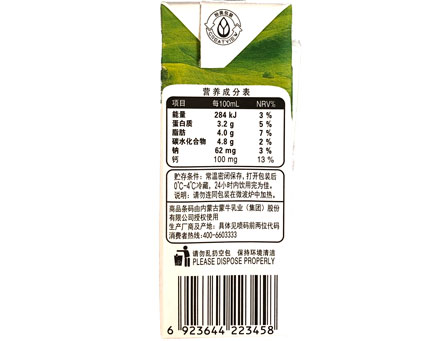 营养成分表
项目 每100mL NRV%
能量 284 kJ 3 %
蛋白质 3.2 g 5 %
脂肪 4.0 g 7 %
碳水化合物 4.8 g 2 %
钠 62 mg 3 %
钙 100 mg 13 %
贮存条件：常温密闭保存，打开包装后
0℃-4℃冷藏，24小时内饮用完为佳。
说明：请勿连同包装在微波炉中加热。
商品条码由内蒙古蒙牛乳业（集团）股份
有限公司授权使用
生产厂商及产地：具体见喷码前两位代码
消费者热线:400-6603333
请勿乱扔空包 保持环境清洁
PLEASE DISPOSE PROPERLY
6 923644 223458